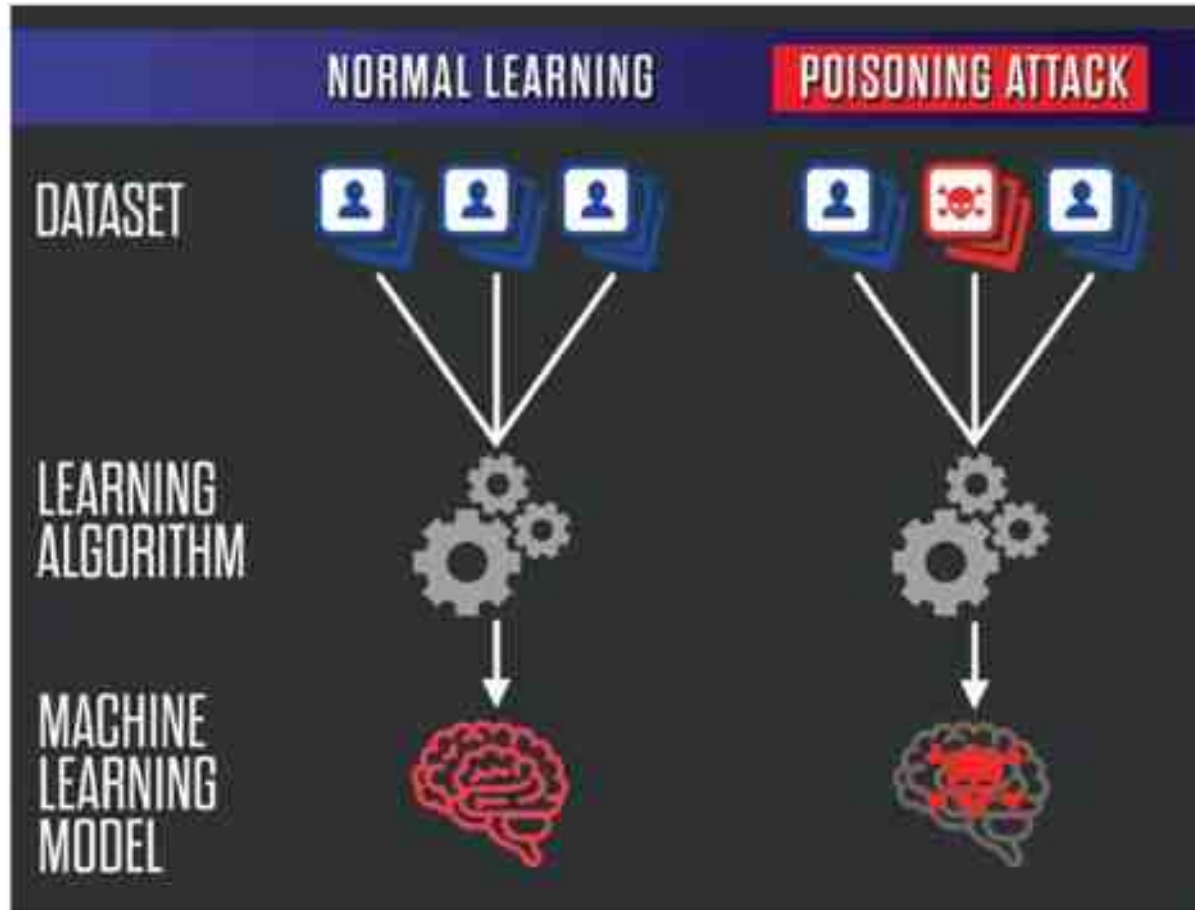 NORMAL LEARNING
POISONING ATTACK
DATASET
LEARNING
ALGORITHM
MACHINE
LEARNING
MODEL